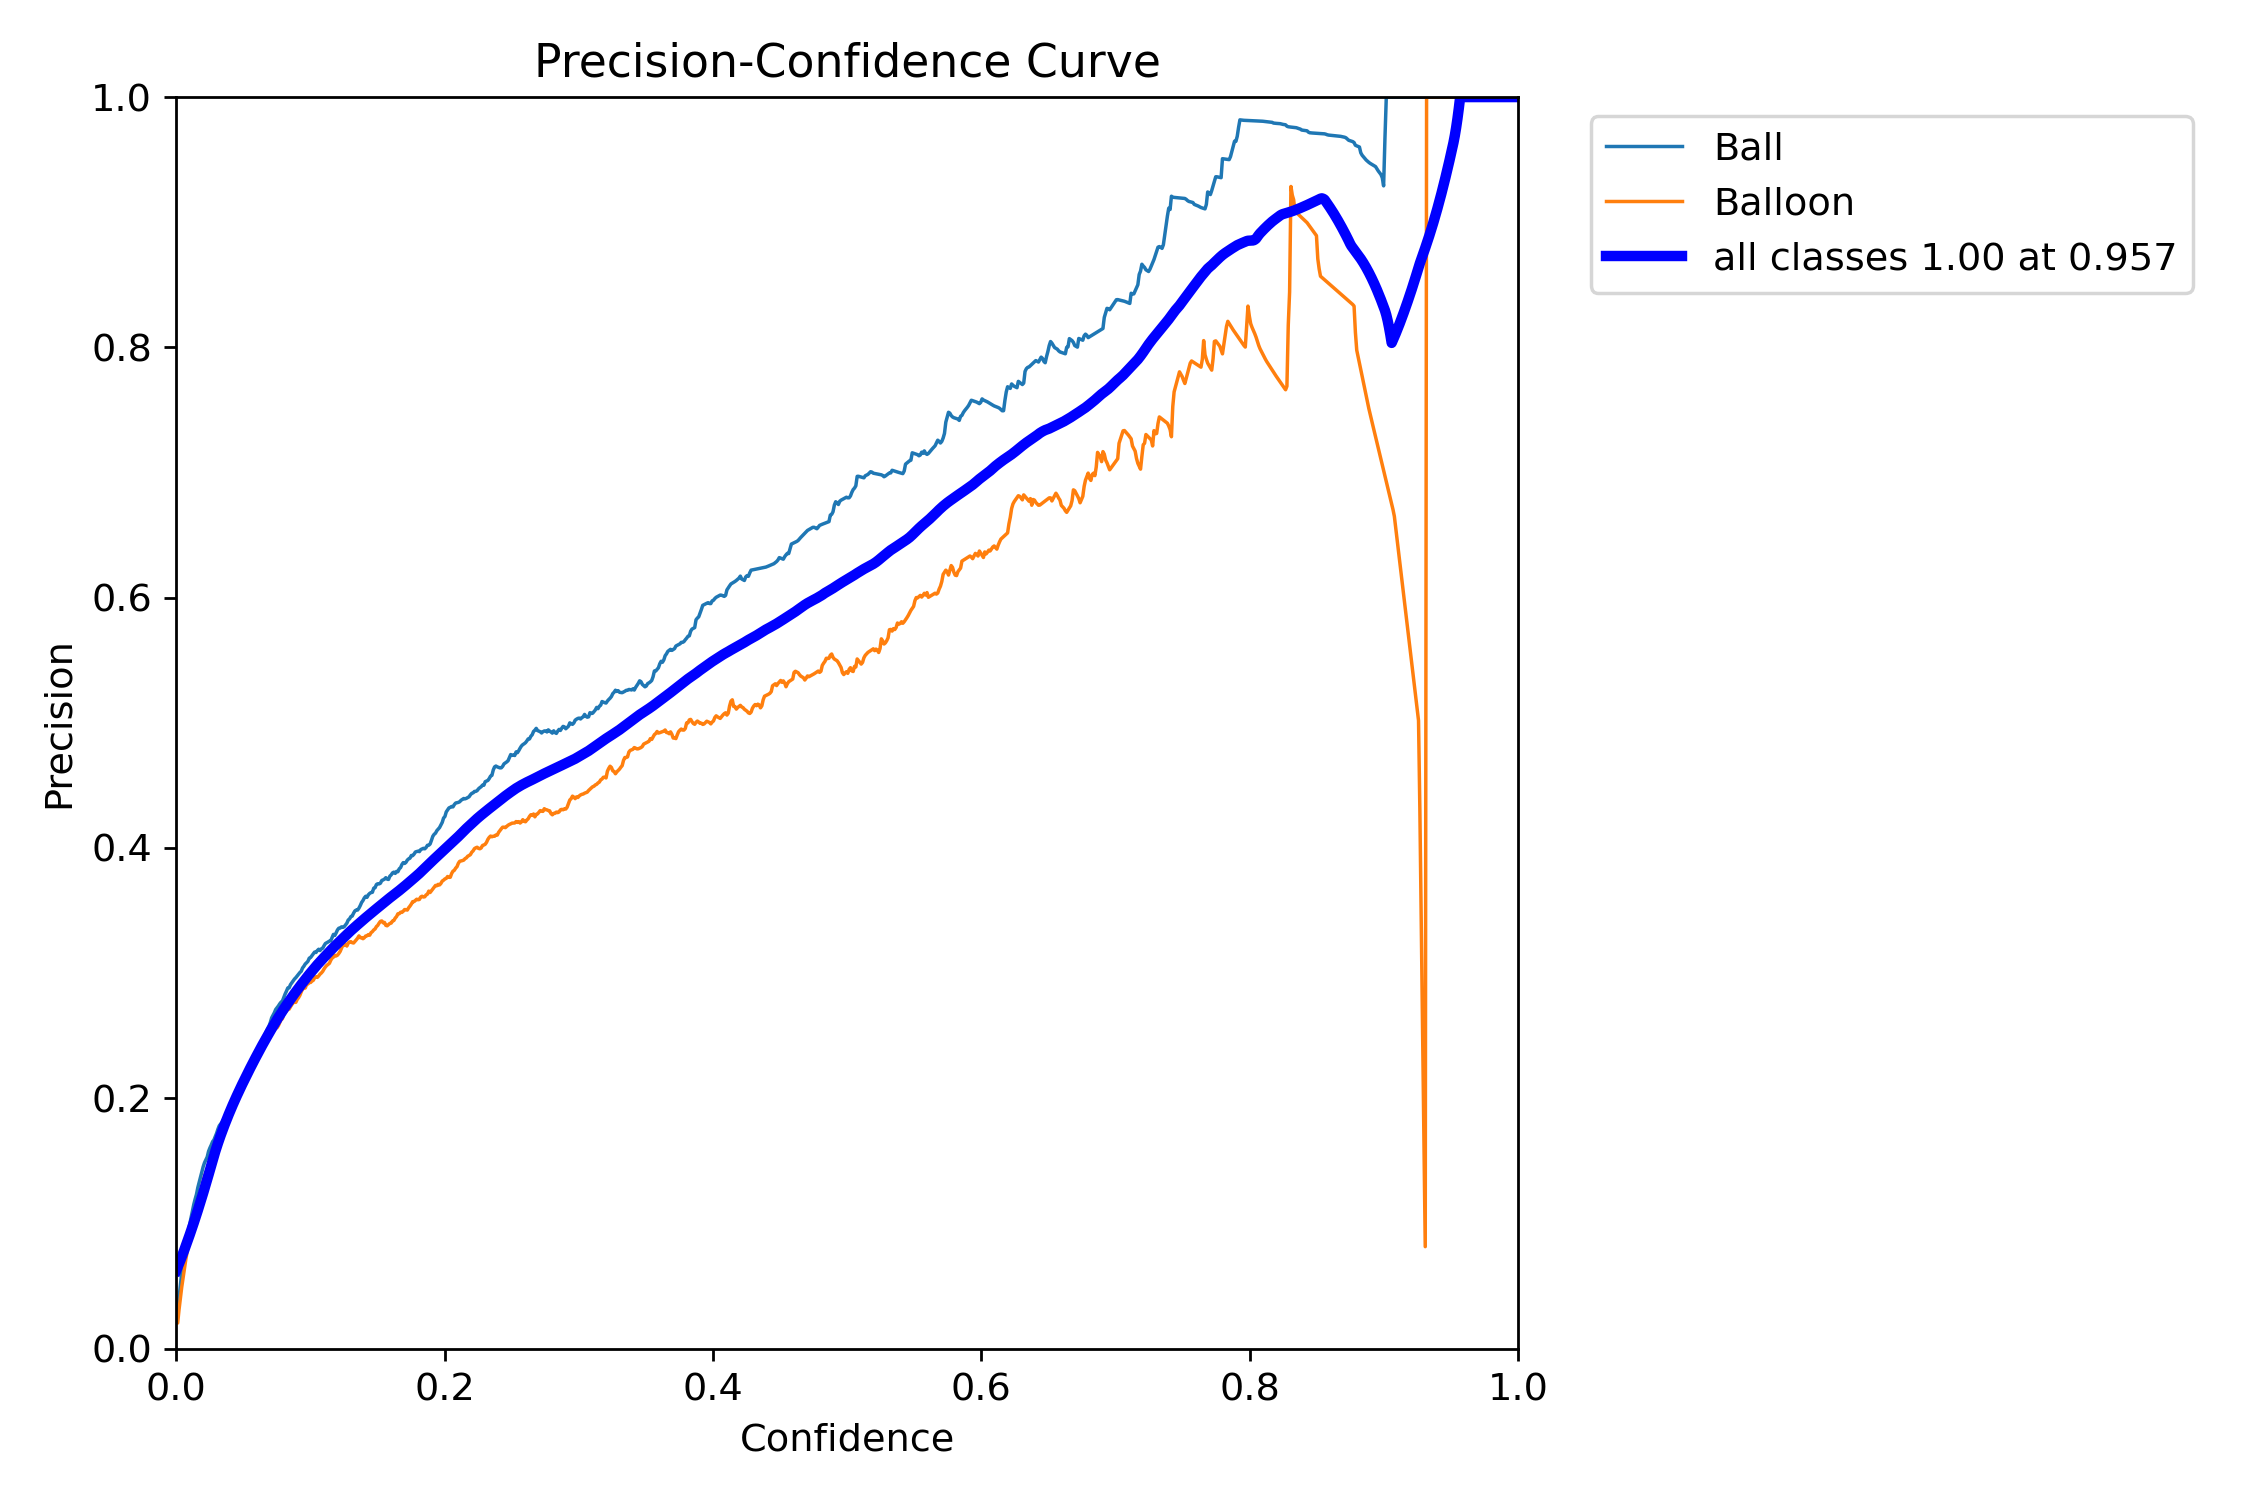 Precision-Confidence Curve
1.0
0.8
0.6
0.4
0.2
0.0
Precision
0.0 0.2 0.4 0.6 0.8 1.0
Confidence
Ball
Balloon
all classes 1.00 at 0.957